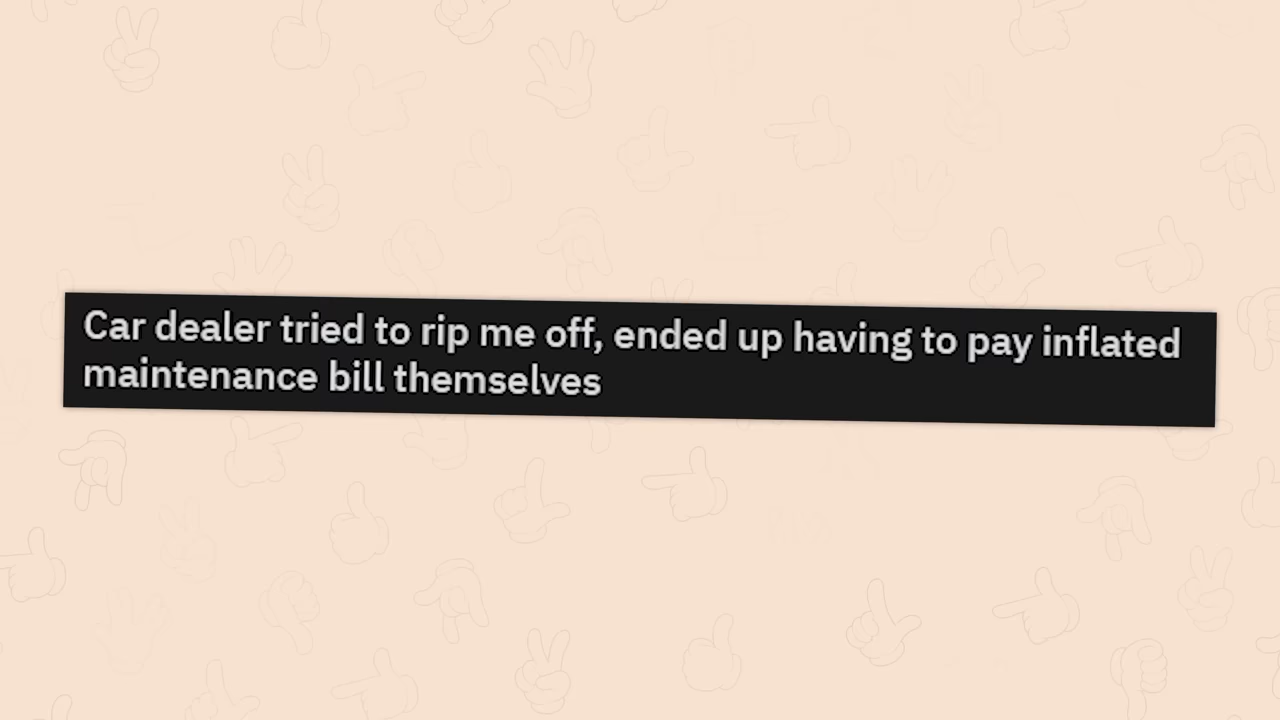 Car dealer tried to rip me off, ended up having to pay inflated
maintenance bill themselves